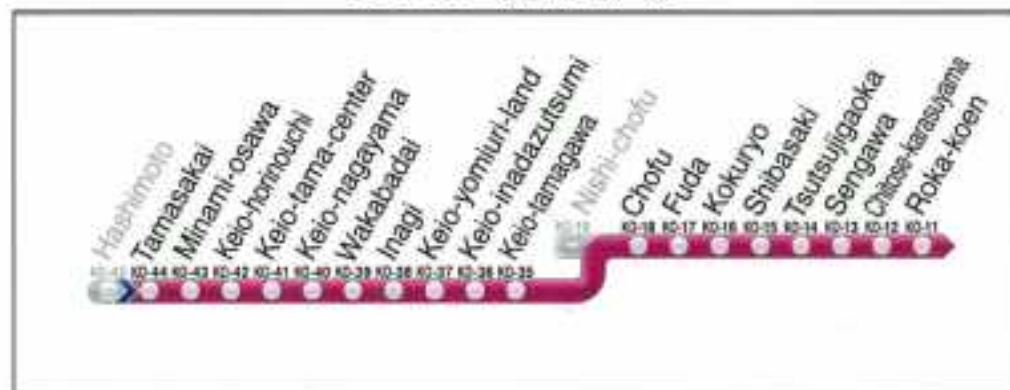 Hashimoto
Tamasakai
Minami-osawa
Keio-horinouchi
Keio-tama-center
Keio-nagayama
Wakabadai
Inagi
Keio-yomiuri-land
Keio-inadazutsumi
Keio-tamagawa
Nishi-chofu
Chofu
Fuda
Kokuryo
Shibasaki
Tsutsujigaoka
Sengawa
Chitose-karasuyama
Roka-koen
KO-18 KO-17 KO-16 KO-15 KO-14 KO-13 KO-12 KO-11
KO-44 KO-43 KO-42 KO-41 KO-40 KO-39 KO-38 KO-37 KO-36 KO-35